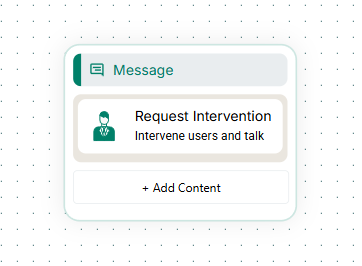 Message
Request Intervention
Intervene users and talk
+ Add Content